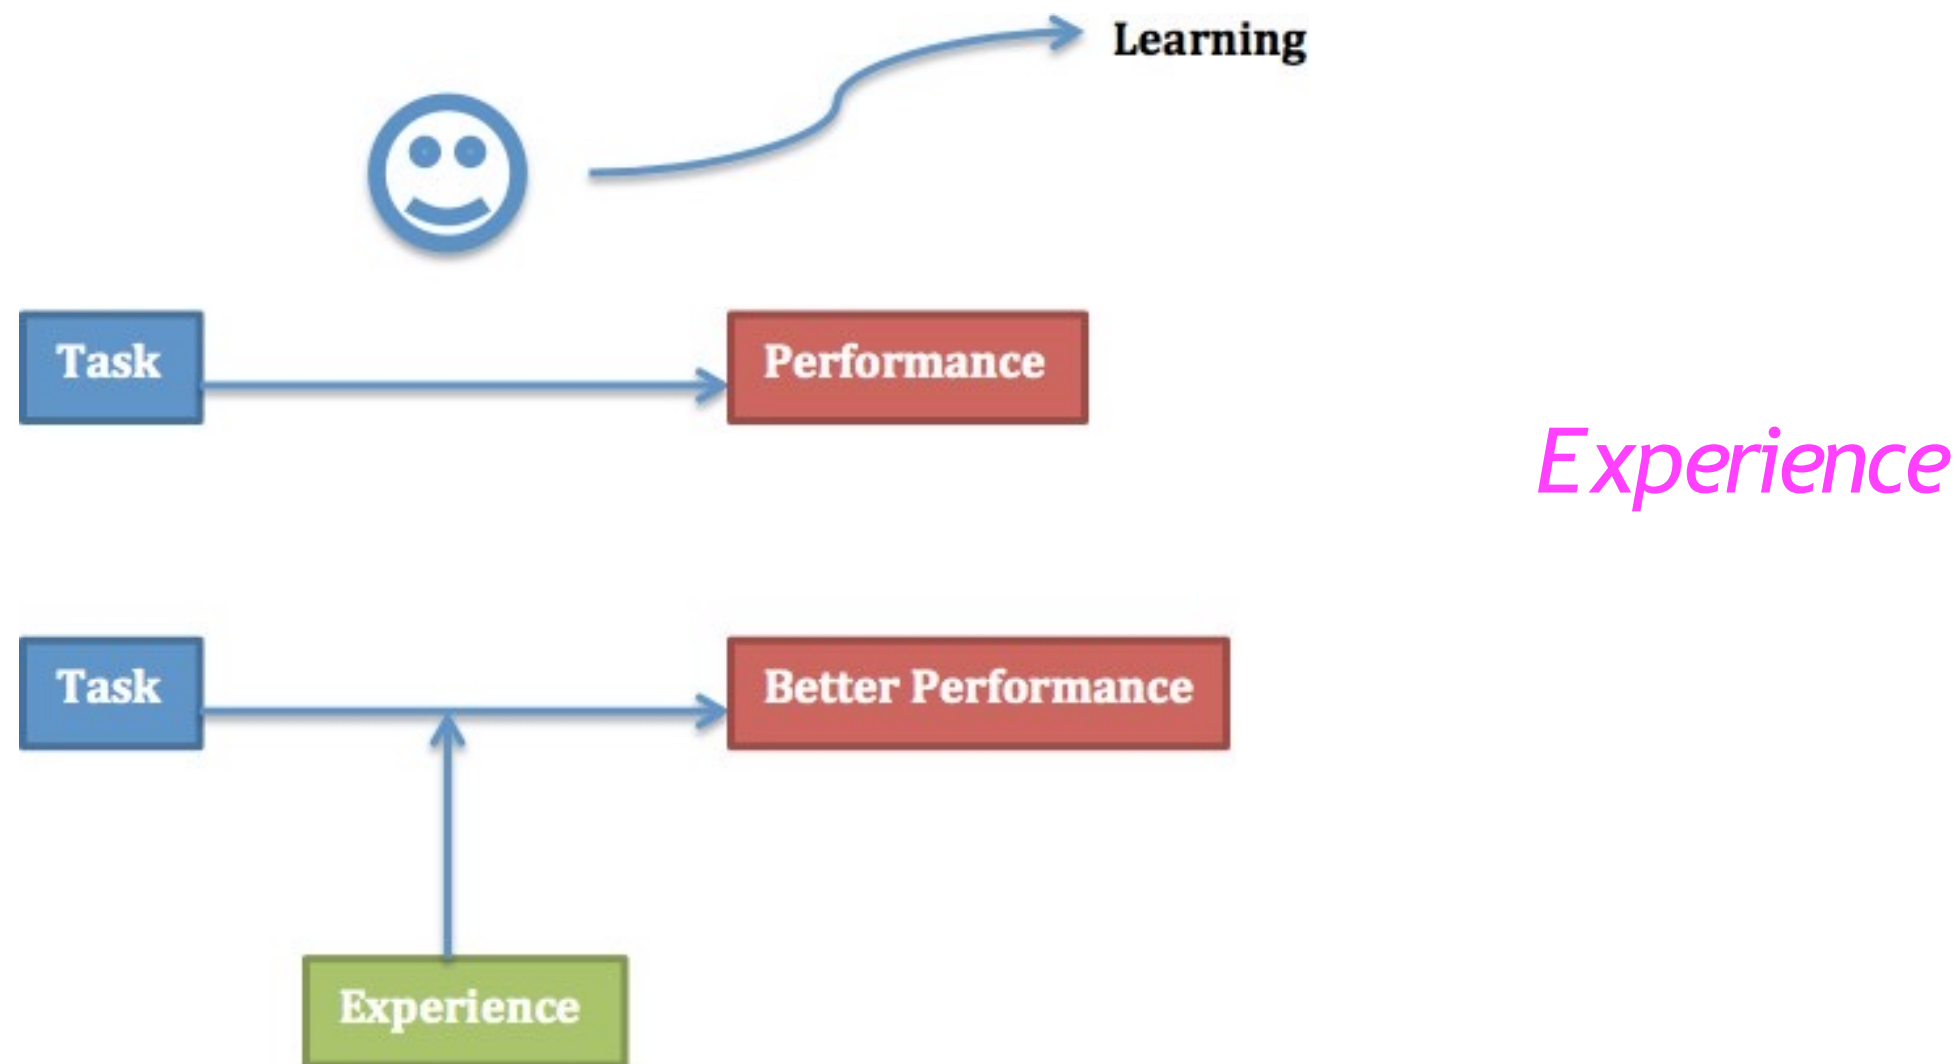 Learning
Task
Performance
Experience
Task
Better Performance
Experience